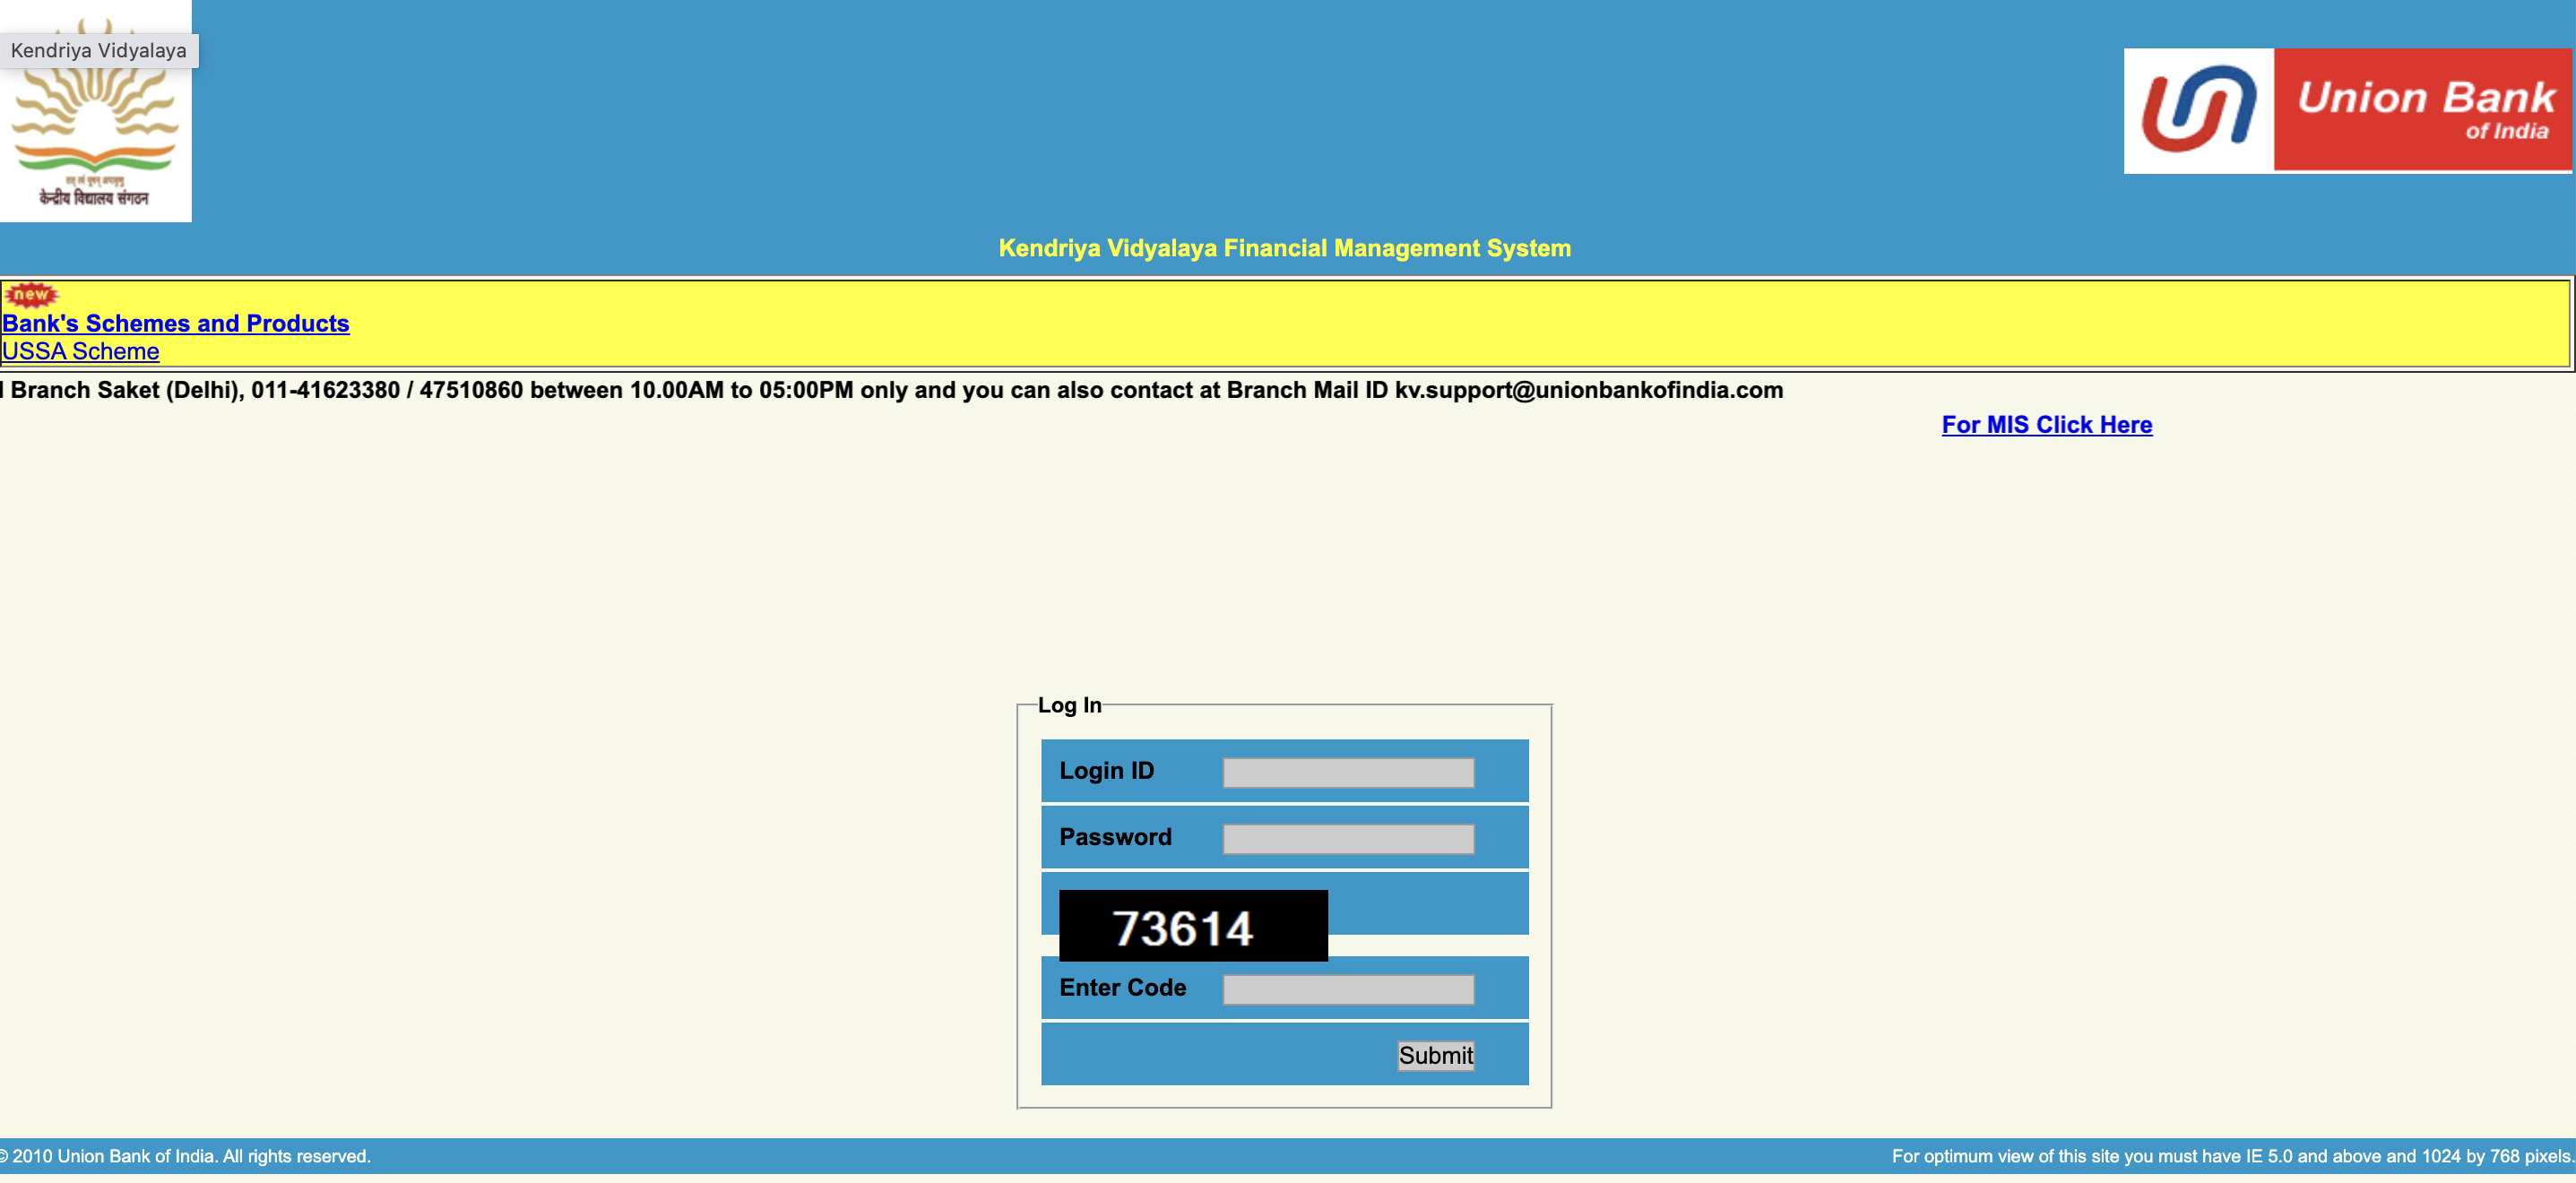 Kendriya Vidyalaya
केन्द्रीय विद्यालय संगठन
Union Bank
of India
Kendriya Vidyalaya Financial Management System
new
Bank's Schemes and Products
USSA Scheme
Branch Saket (Delhi), 011-41623380 / 47510860 between 10.00AM to 05:00PM only and you can also contact at Branch Mail ID kv.support@unionbankofindia.com
For MIS Click Here
Log In
Login ID
Password
73614
Enter Code
Submit
© 2010 Union Bank of India. All rights reserved.
For optimum view of this site you must have IE 5.0 and above and 1024 by 768 pixels.